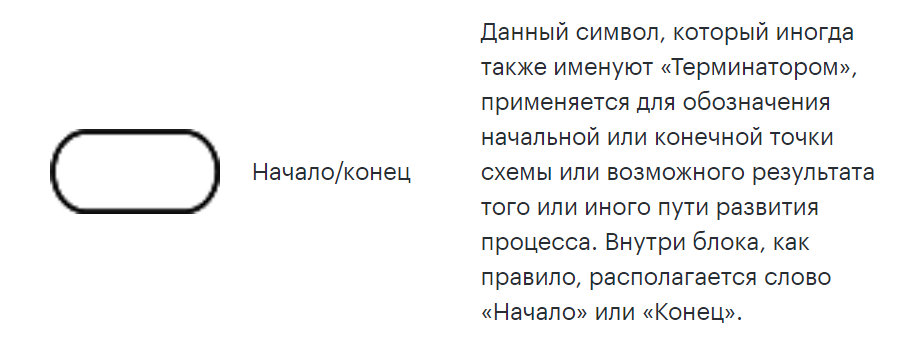 Начало/конец
Данный символ, который иногда
также именуют «Терминатором»,
применяется для обозначения
начальной или конечной точки
схемы или возможного результата
того или иного пути развития
процесса. Внутри блока, как
правило, располагается слово
«Начало» или «Конец».